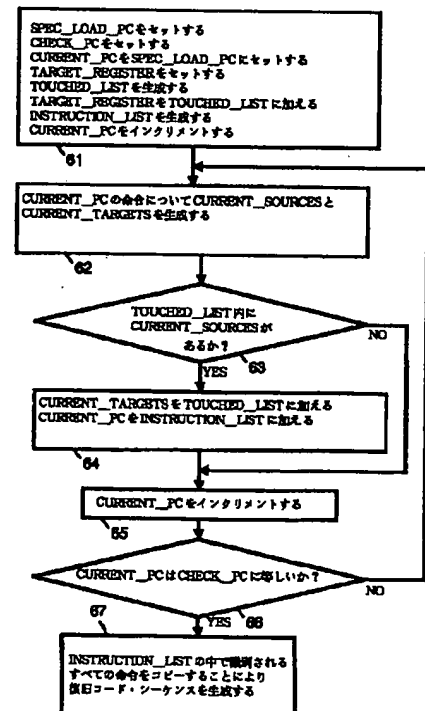 SPEC_LOAD_PCをセットする
CHECK_PCをセットする
CURRENT_PCをSPEC_LOAD_PCにセットする
TARGET_REGISTERをセットする
TOUCHED_LISTを生成する
TARGET_REGISTERをTOUCHED_LISTに加える
INSTRUCTION_LISTを生成する
CURRENT_PCをインクリメントする
61
CURRENT_PCの命令についてCURRENT_SOURCESと
CURRENT_TARGETSを生成する
62
TOUCHED_LIST内に
CURRENT_SOURCESが
あるか?
NO
63
YES
CURRENT_TARGETSをTOUCHED_LISTに加える
CURRENT_PCをINSTRUCTION_LISTに加える
64
CURRENT_PCをインクリメントする
65
CURRENT_PCはCHECK_PCに等しいか?
NO
67
YES
66
INSTRUCTION_LISTの中で識別される
すべての命令をコピーすることにより
復旧コード・シーケンスを生成する